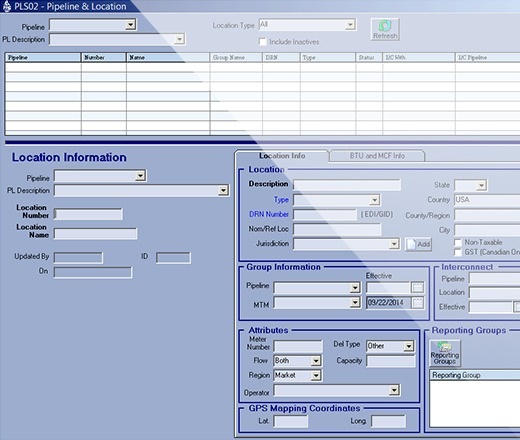 PLS02 - Pipeline & Location
Pipeline
Location Type All
PL Description
Include Inactives
Refresh
Pipeline Number Name Group Name DRN Type Status I/C With I/C Pipeline
Location Information
Pipeline
PL Description
Location Number
Location Name
Updated By ID
On
Location Info BTU and MCF Info
Location
Description State
Type Country USA
DRN Number ( EDI/GID) County/Region
Nom/Ref Loc City
Jurisdiction Add Non-Taxable
GST (Canadian On
Group Information
Effective
Pipeline
MTM 09/22/2014
Interconnect
Pipeline
Location
Effective
Attributes
Meter Number Del Type Other
Flow Both Capacity
Region Market
Operator
Reporting Groups
Reporting Groups
Reporting Group
GPS Mapping Coordinates
Lat. Long.